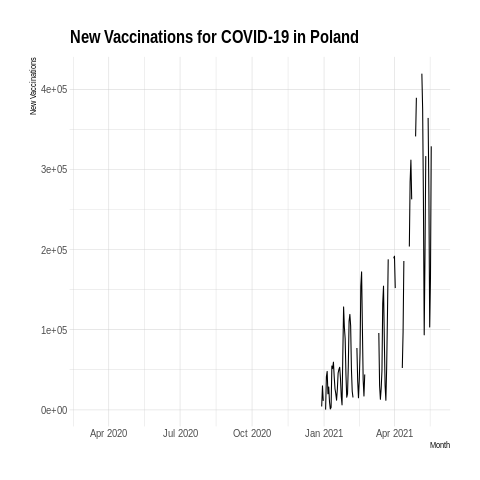 New Vaccinations for COVID-19 in Poland
New Vaccinations
4e+05
3e+05
2e+05
1e+05
0e+00
Apr 2020 Jul 2020 Oct 2020 Jan 2021 Apr 2021
Month